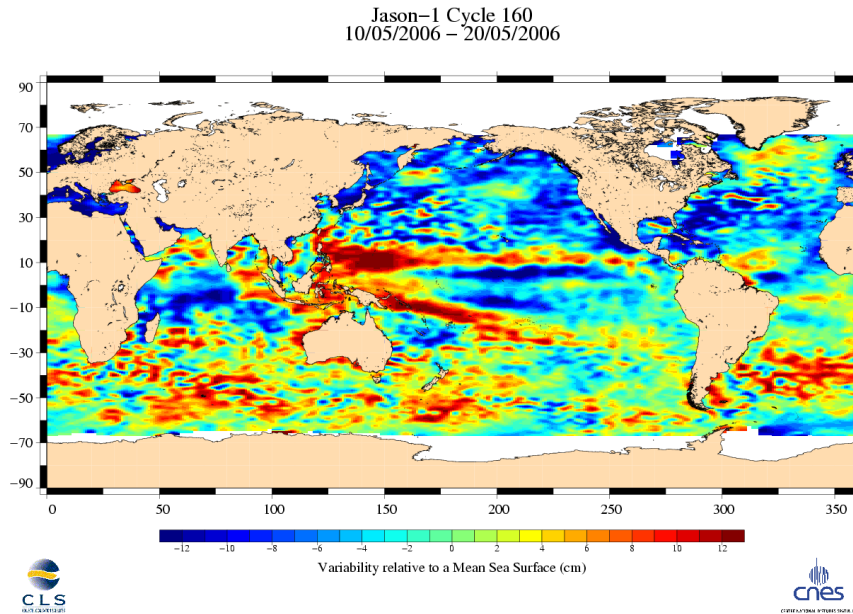 Jason-1 Cycle 160
10/05/2006 - 20/05/2006
90
70
50
30
10
-10
-30
-50
-70
-90
0 50 100 150 200 250 300 350
-12 -10 -8 -6 -4 -2 0 2 4 6 8 10 12
Variability relative to a Mean Sea Surface (cm)
CLS
cnes